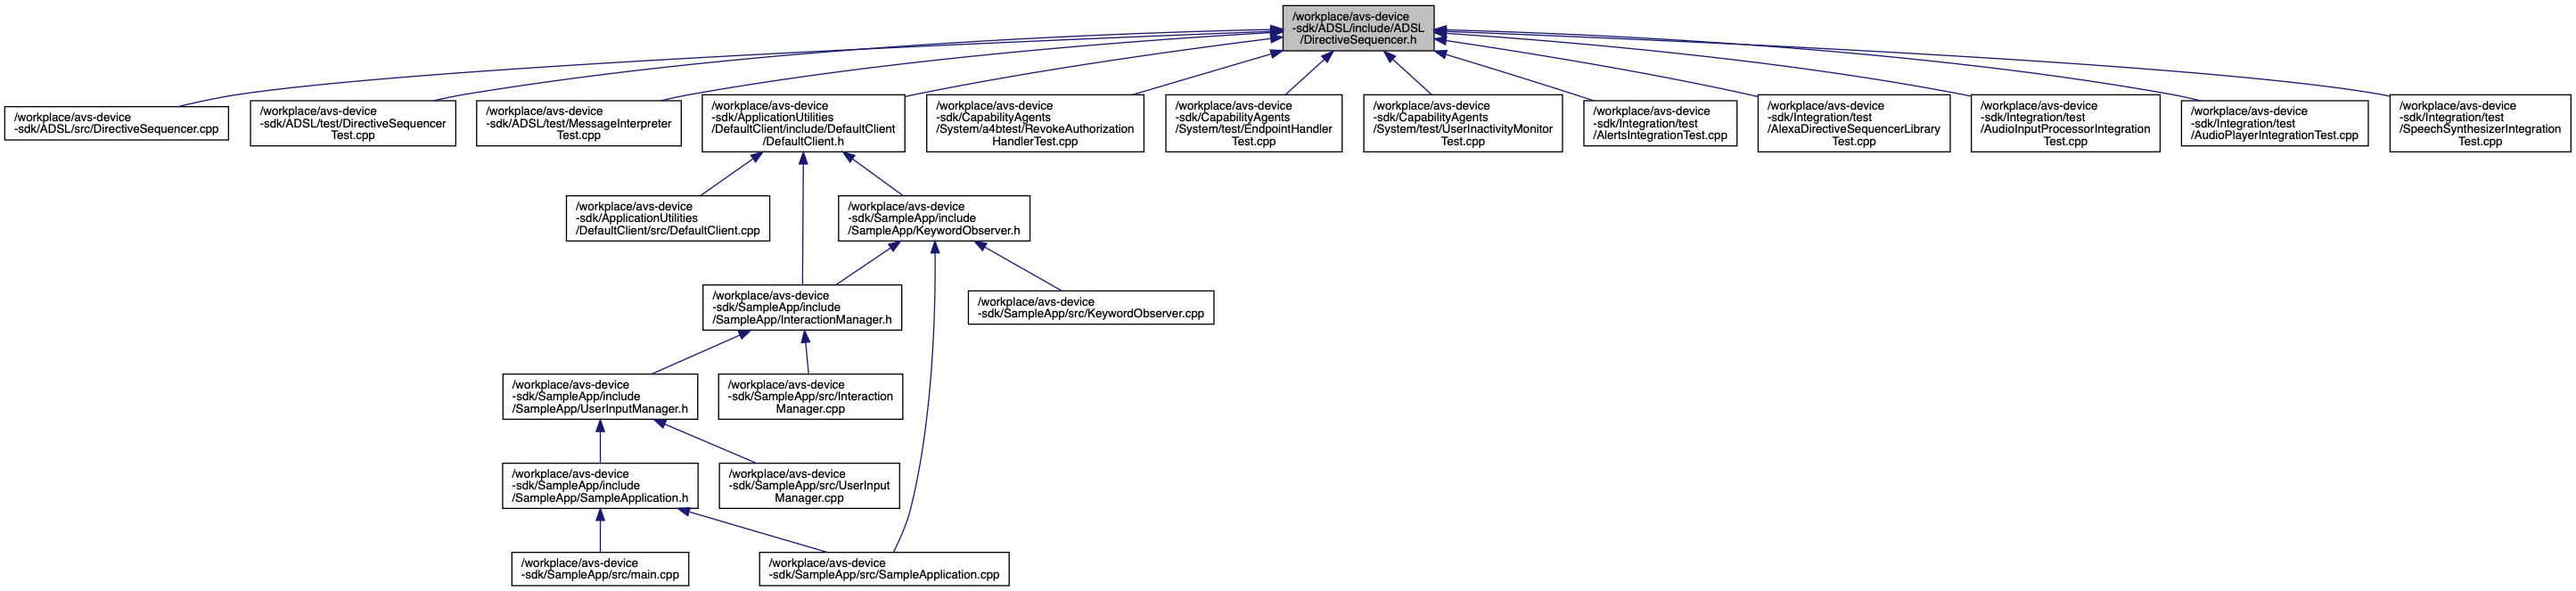 /workplace/avs-device
-sdk/ADSL/include/ADSL
/DirectiveSequencer.h
/workplace/avs-device
-sdk/ADSL/src/DirectiveSequencer.cpp
/workplace/avs-device
-sdk/ADSL/test/DirectiveSequencer
Test.cpp
/workplace/avs-device
-sdk/ADSL/test/MessageInterpreter
Test.cpp
/workplace/avs-device
-sdk/ApplicationUtilities
/DefaultClient/include/DefaultClient
/DefaultClient.h
/workplace/avs-device
-sdk/CapabilityAgents
/System/a4btest/RevokeAuthorization
HandlerTest.cpp
/workplace/avs-device
-sdk/CapabilityAgents
/System/test/EndpointHandler
Test.cpp
/workplace/avs-device
-sdk/CapabilityAgents
/System/test/UserInactivityMonitor
Test.cpp
/workplace/avs-device
-sdk/Integration/test
/AlertsIntegrationTest.cpp
/workplace/avs-device
-sdk/Integration/test
/AlexaDirectiveSequencerLibrary
Test.cpp
/workplace/avs-device
-sdk/Integration/test
/AudioInputProcessorIntegration
Test.cpp
/workplace/avs-device
-sdk/Integration/test
/AudioPlayerIntegrationTest.cpp
/workplace/avs-device
-sdk/Integration/test
/SpeechSynthesizerIntegration
Test.cpp
/workplace/avs-device
-sdk/ApplicationUtilities
/DefaultClient/src/DefaultClient.cpp
/workplace/avs-device
-sdk/SampleApp/include
/SampleApp/KeywordObserver.h
/workplace/avs-device
-sdk/SampleApp/include
/SampleApp/InteractionManager.h
/workplace/avs-device
-sdk/SampleApp/src/KeywordObserver.cpp
/workplace/avs-device
-sdk/SampleApp/include
/SampleApp/UserInputManager.h
/workplace/avs-device
-sdk/SampleApp/src/Interaction
Manager.cpp
/workplace/avs-device
-sdk/SampleApp/include
/SampleApp/SampleApplication.h
/workplace/avs-device
-sdk/SampleApp/src/UserInput
Manager.cpp
/workplace/avs-device
-sdk/SampleApp/src/main.cpp
/workplace/avs-device
-sdk/SampleApp/src/SampleApplication.cpp